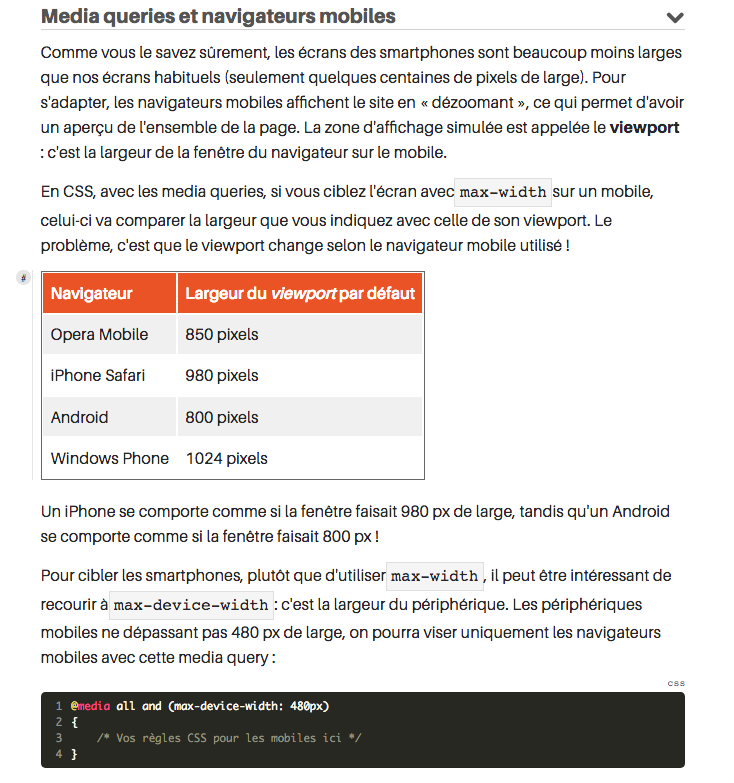 Media queries et navigateurs mobiles
Comme vous le savez sûrement, les écrans des smartphones sont beaucoup moins larges
que nos écrans habituels (seulement quelques centaines de pixels de large). Pour
s'adapter, les navigateurs mobiles affichent le site en « dézoomant », ce qui permet d'avoir
un aperçu de l'ensemble de la page. La zone d'affichage simulée est appelée le viewport
: c'est la largeur de la fenêtre du navigateur sur le mobile.
En CSS, avec les media queries, si vous ciblez l'écran avec max-width sur un mobile,
celui-ci va comparer la largeur que vous indiquez avec celle de son viewport. Le
problème, c'est que le viewport change selon le navigateur mobile utilisé !
#
Navigateur Largeur du viewport par défaut
Opera Mobile 850 pixels
iPhone Safari 980 pixels
Android 800 pixels
Windows Phone 1024 pixels
Un iPhone se comporte comme si la fenêtre faisait 980 px de large, tandis qu'un Android
se comporte comme si la fenêtre faisait 800 px !
Pour cibler les smartphones, plutôt que d'utiliser max-width , il peut être intéressant de
recourir à max-device-width : c'est la largeur du périphérique. Les périphériques
mobiles ne dépassant pas 480 px de large, on pourra viser uniquement les navigateurs
mobiles avec cette media query :
CSS
1 @media all and (max-device-width: 480px)
2 {
3 /* Vos règles CSS pour les mobiles ici */
4 }